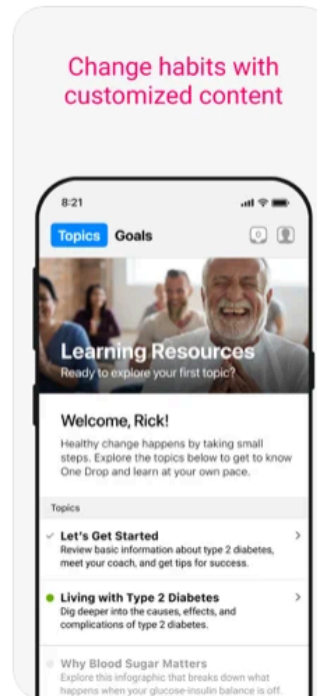 Change habits with
customized content
8:21
Topics Goals
0
Learning Resources
Ready to explore your first topic?
Welcome, Rick!
Healthy change happens by taking small
steps. Explore the topics below to get to know
One Drop and learn at your own pace.
Topics
Let's Get Started
Review basic information about type 2 diabetes,
meet your coach, and get tips for success.
Living with Type 2 Diabetes
Dig deeper into the causes, effects, and
complications of type 2 diabetes.
Why Blood Sugar Matters
Explore this infographic that breaks down what
happens when your glucose-insulin balance is off.